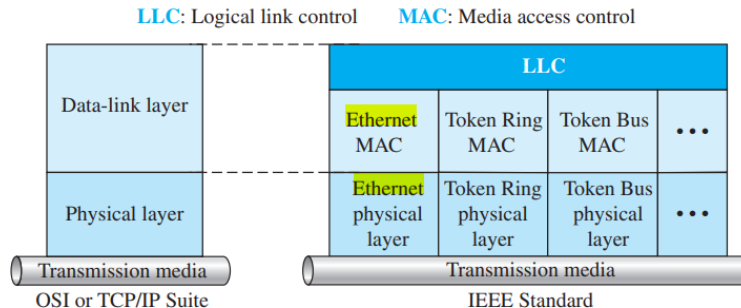 LLC: Logical link control MAC: Media access control
LLC
Data-link layer
Ethernet MAC
Token Ring MAC
Token Bus MAC
•••
Physical layer
Ethernet physical layer
Token Ring physical layer
Token Bus physical layer
•••
Transmission media
Transmission media
OSI or TCP/IP Suite
IEEE Standard